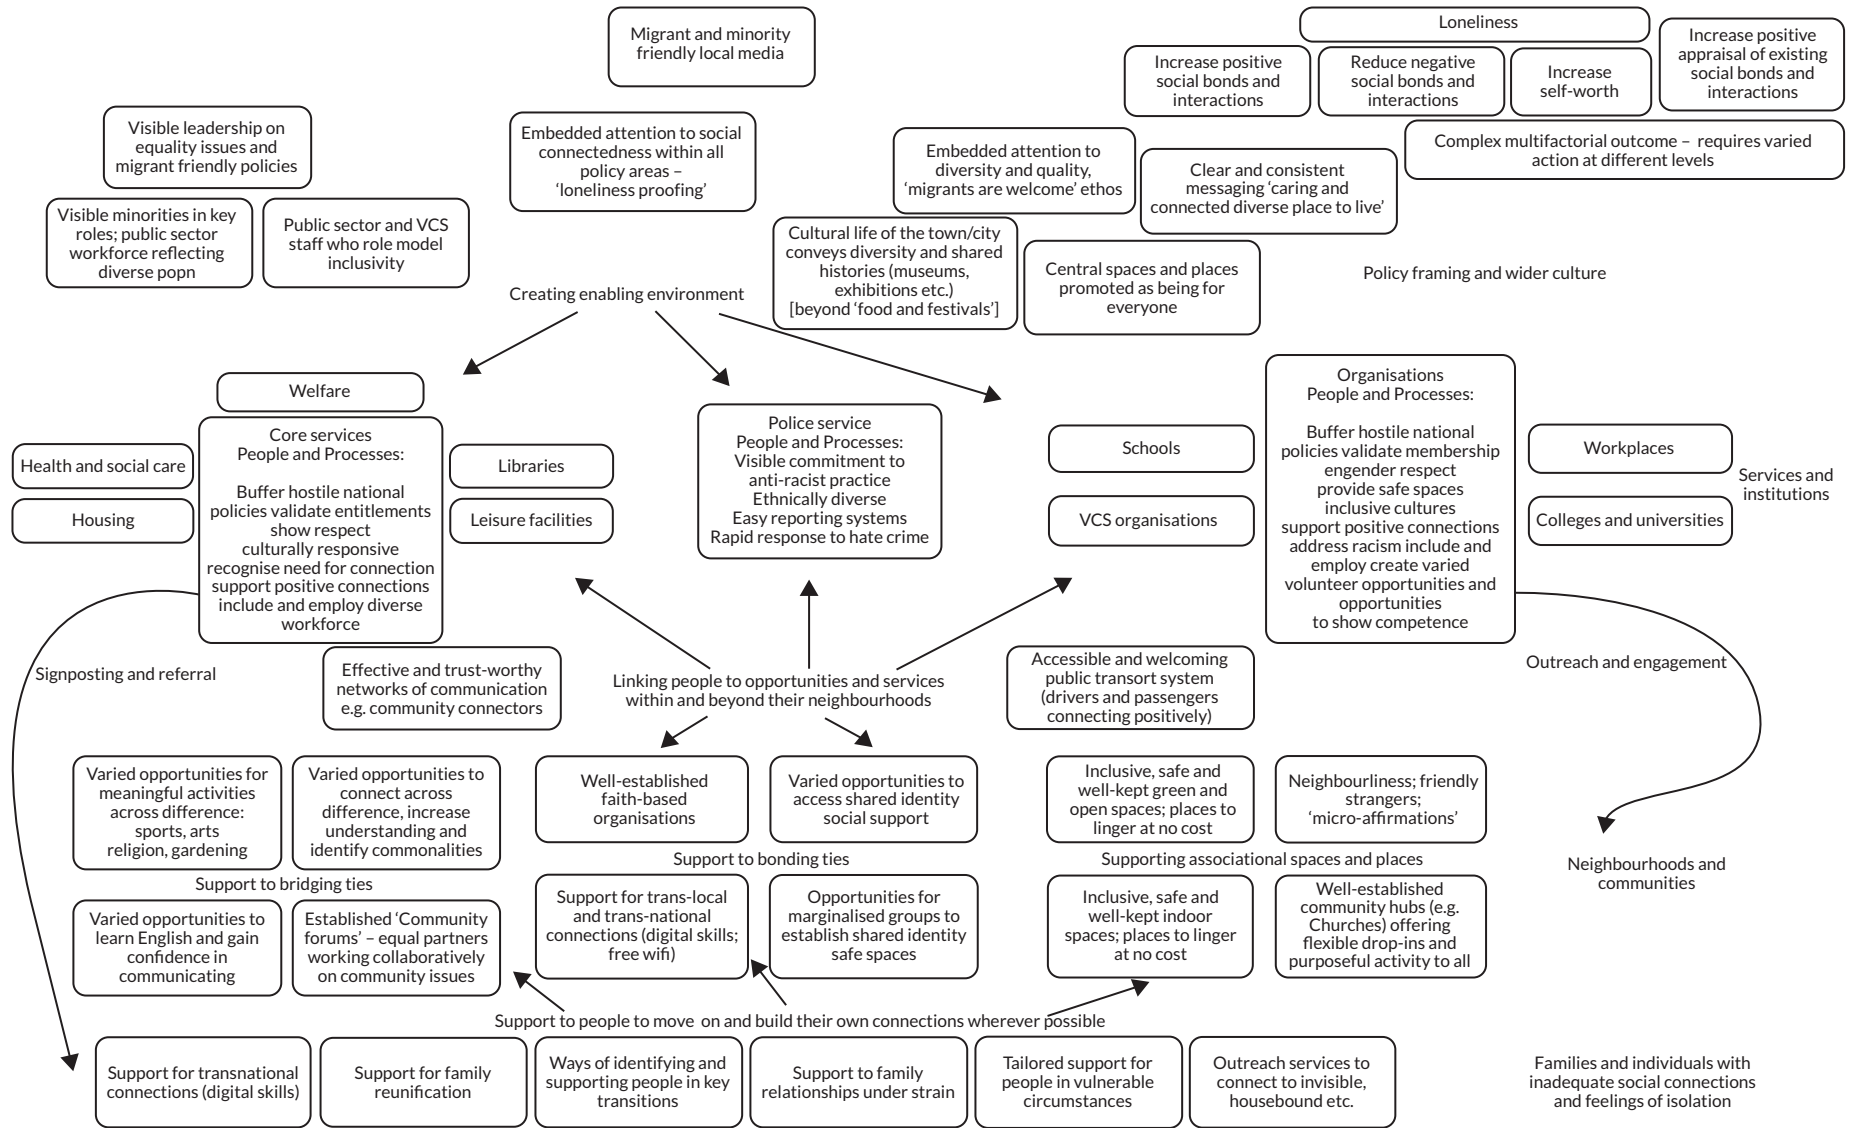 Migrant and minority
friendly local media
Loneliness
Increase positive
social bonds and
interactions
Reduce negative
social bonds and
interactions
Increase
self-worth
Increase positive
appraisal of existing
social bonds and
interactions
Complex multifactorial outcome – requires varied
action at different levels
Visible leadership on
equality issues and
migrant friendly policies
Visible minorities in key
roles; public sector
workforce reflecting
diverse popn
Public sector and VCS
staff who role model
inclusivity
Embedded attention to social
connectedness within all
policy areas –
‘loneliness proofing’
Embedded attention to
diversity and quality,
‘migrants are welcome’ ethos
Clear and consistent
messaging ‘caring and
connected diverse place to live’
Cultural life of the town/city
conveys diversity and shared
histories (museums,
exhibitions etc.)
[beyond ‘food and festivals’]
Central spaces and places
promoted as being for
everyone
Policy framing and wider culture
Creating enabling environment
Welfare
Health and social care
Housing
Core services
People and Processes:
Buffer hostile national
policies validate entitlements
show respect
culturally responsive
recognise need for connection
support positive connections
include and employ diverse
workforce
Libraries
Leisure facilities
Police service
People and Processes:
Visible commitment to
anti-racist practice
Ethnically diverse
Easy reporting systems
Rapid response to hate crime
Schools
VCS organisations
Organisations
People and Processes:
Buffer hostile national
policies validate membership
engender respect
provide safe spaces
inclusive cultures
support positive connections
address racism include and
employ create varied
volunteer opportunities and
opportunities
to show competence
Workplaces
Colleges and universities
Services and
institutions
Signposting and referral
Effective and trust-worthy
networks of communication
e.g. community connectors
Linking people to opportunities and services
within and beyond their neighbourhoods
Accessible and welcoming
public transort system
(drivers and passengers
connecting positively)
Outreach and engagement
Varied opportunities for
meaningful activities
across difference:
sports, arts
religion, gardening
Varied opportunities to
connect across
difference, increase
understanding and
identify commonalities
Support to bridging ties
Varied opportunities to
learn English and gain
confidence in
communicating
Established ‘Community
forums’ – equal partners
working collaboratively
on community issues
Well-established
faith-based
organisations
Varied opportunities to
access shared identity
social support
Support to bonding ties
Support for trans-local
and trans-national
connections (digital skills;
free wifi)
Opportunities for
marginalised groups to
establish shared identity
safe spaces
Inclusive, safe and
well-kept green and
open spaces; places to
linger at no cost
Neighbourliness; friendly
strangers;
‘micro-affirmations’
Supporting associational spaces and places
Inclusive, safe and
well-kept indoor
spaces; places to linger
at no cost
Well-established
community hubs (e.g.
Churches) offering
flexible drop-ins and
purposeful activity to all
Neighbourhoods and
communities
Support to people to move on and build their own connections wherever possible
Support for transnational
connections (digital skills)
Support for family
reunification
Ways of identifying and
supporting people in key
transitions
Support to family
relationships under strain
Tailored support for
people in vulnerable
circumstances
Outreach services to
connect to invisible,
housebound etc.
Families and individuals with
inadequate social connections
and feelings of isolation